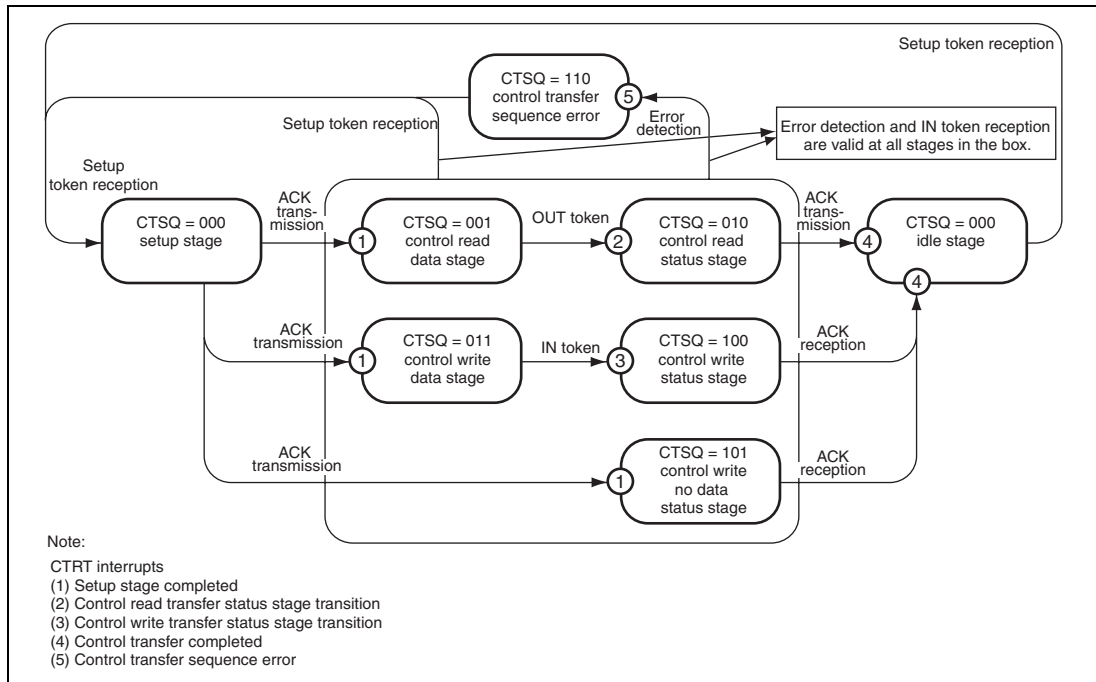 Setup token reception
CTSQ = 110
control transfer
sequence error
5
Setup token reception
Error
detection
Error detection and IN token reception
are valid at all stages in the box.
Setup
token reception
CTSQ = 000
setup stage
ACK
trans-
mission
1
CTSQ = 001
control read
data stage
OUT token
2
CTSQ = 010
control read
status stage
ACK
trans-
mission
4
CTSQ = 000
idle stage
4
ACK
transmission
1
CTSQ = 011
control write
data stage
IN token
3
CTSQ = 100
control write
status stage
ACK
reception
ACK
transmission
1
CTSQ = 101
control write
no data
status stage
ACK
reception
Note:
CTRT interrupts
(1) Setup stage completed
(2) Control read transfer status stage transition
(3) Control write transfer status stage transition
(4) Control transfer completed
(5) Control transfer sequence error